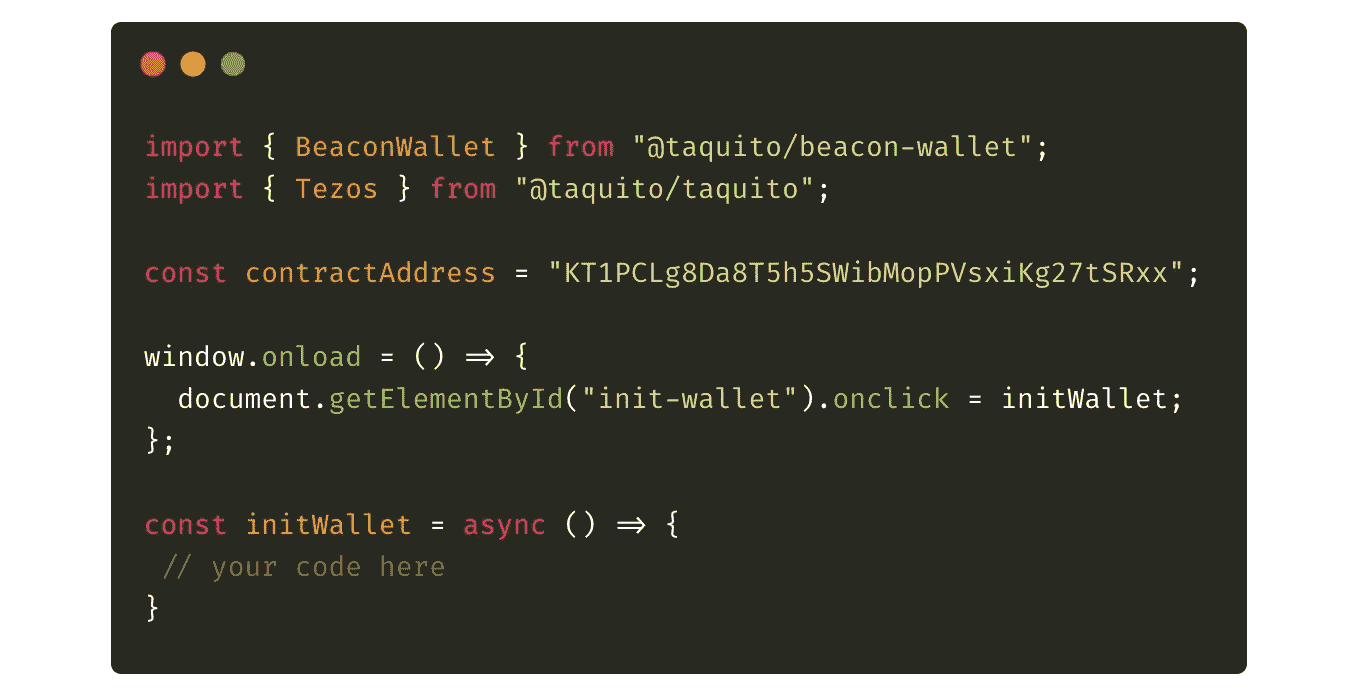 import { BeaconWallet } from "@taquito/beacon-wallet";
import { Tezos } from "@taquito/taquito";
const contractAddress = "KT1PCLg8Da8T5h5SWibMopPVsxiKg27tSRxx";
window.onload = () => {
  document.getElementById("init-wallet").onclick = initWallet;
};
const initWallet = async () => {
 // your code here
}